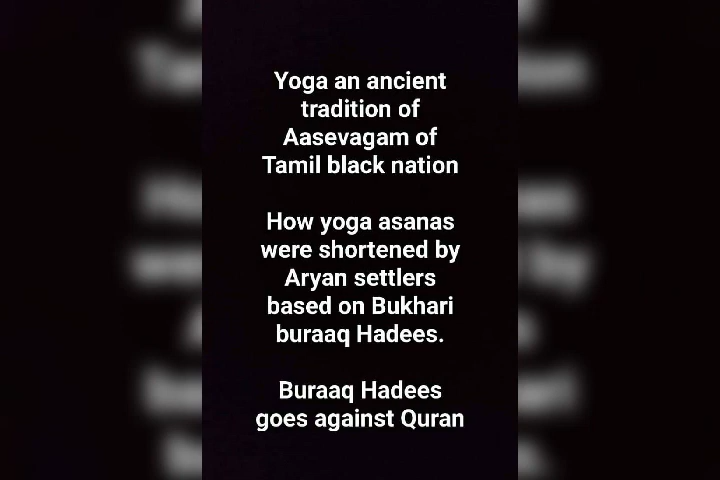 Yoga an ancient
tradition of
Aasevagam of
Tamil black nation
How yoga asanas
were shortened by
Aryan settlers
based on Bukhari
buraaq Hadees.
Buraaq Hadees
goes against Quran